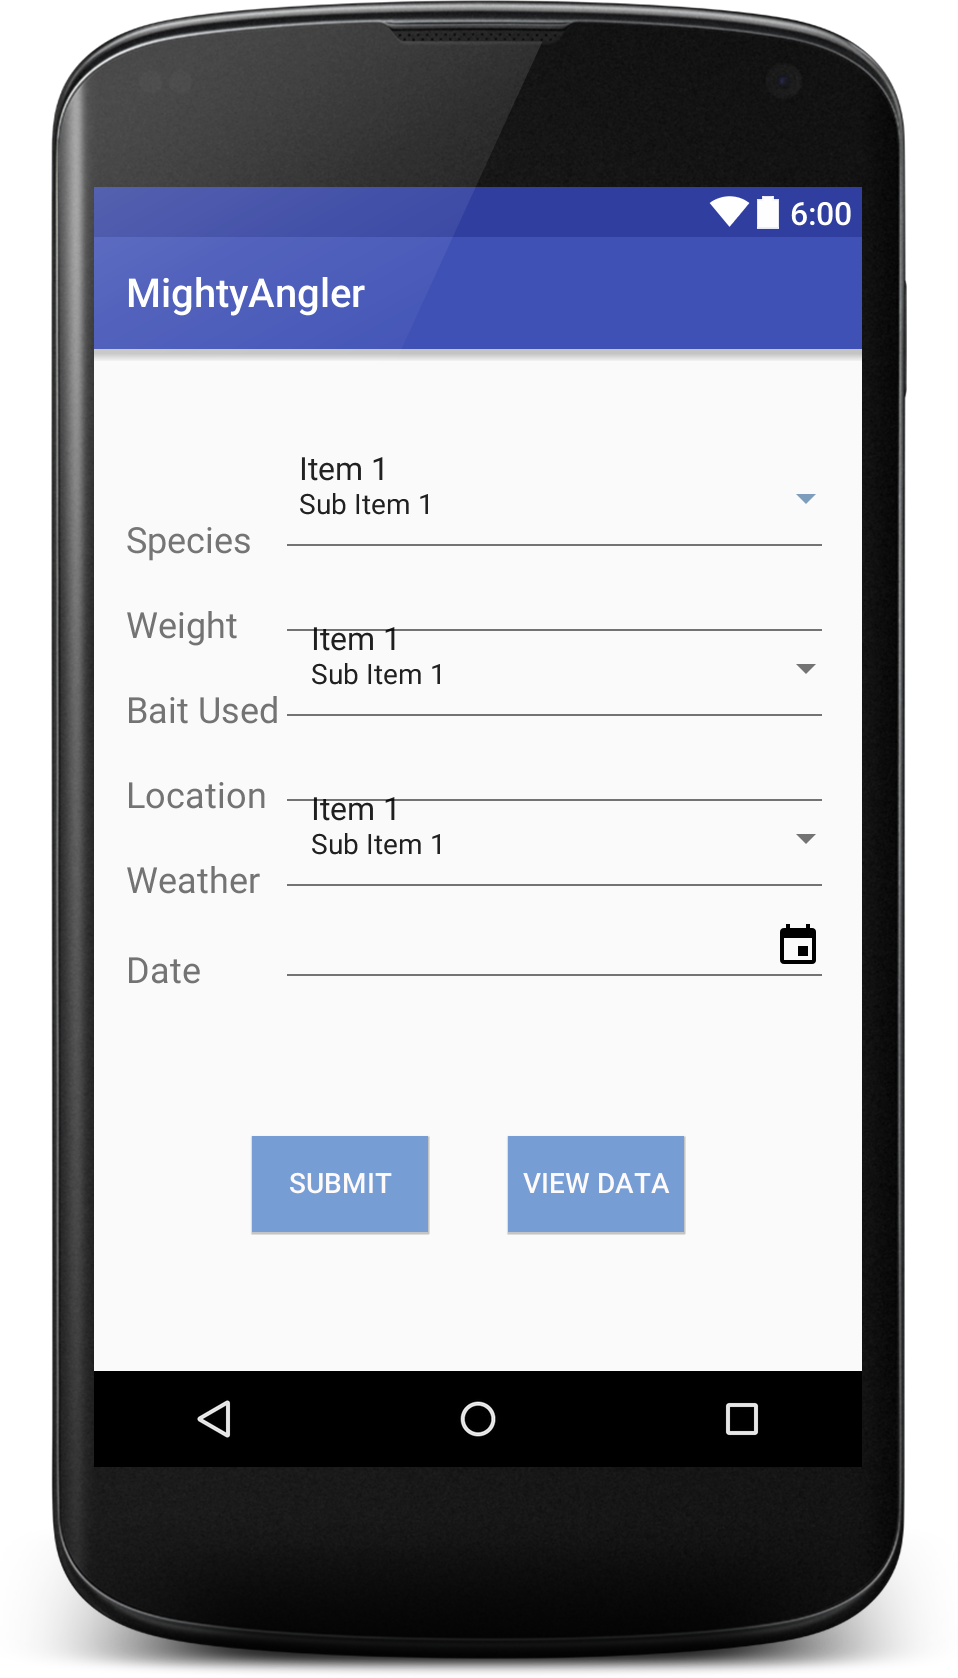 6:00
MightyAngler
Item 1
Sub Item 1
Species
Weight
Item 1
Sub Item 1
Bait Used
Location
Item 1
Sub Item 1
Weather
Date
SUBMIT VIEW DATA